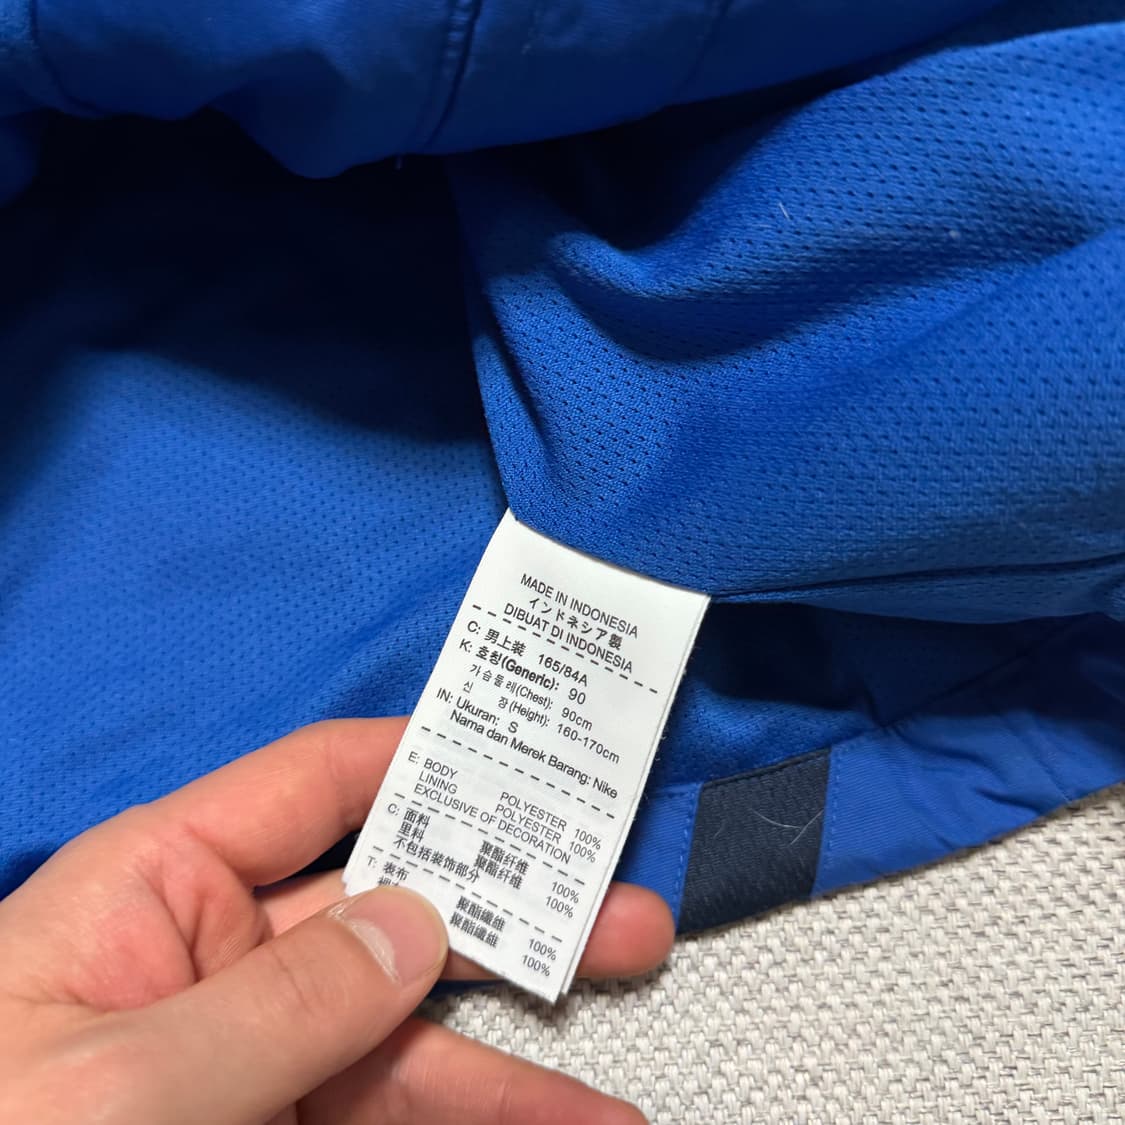 MADE IN INDONESIA
インドネシア製
DIBUAT DI INDONESIA
C: 男上装 165/84A
K: 호칭(Generic): 90
가슴둘레(Chest): 90cm
신 장(Height): 160-170cm
IN: Ukuran: S
Nama dan Merek Barang: Nike
E: BODY POLYESTER 100%
LINING POLYESTER 100%
EXCLUSIVE OF DECORATION
C: 面料 聚酯纤维 100%
里料 聚酯纤维 100%
不包括装饰部分
T: 表布 聚酯纖維 100%
聚酯纖維 100%